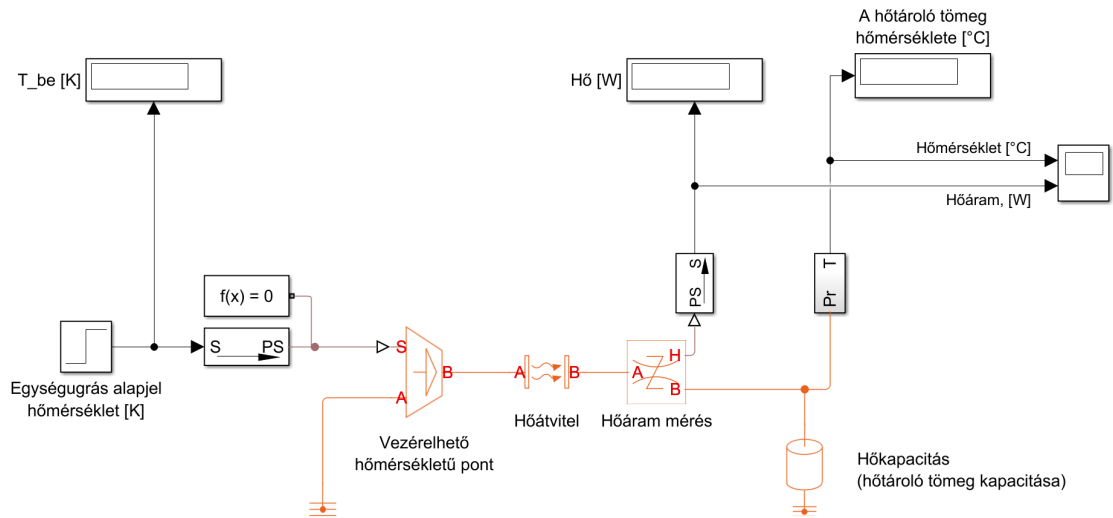 A hőtároló tömeg
hőmérséklete [°C]
T_be [K]
Hő [W]
Hőmérséklet [°C]
Hőáram, [W]
f(x) = 0
S PS
PS S
Pr T
S
A
B
A B
A
H
B
Egységugrás alapjel
hőmérséklet [K]
Vezérelhető
hőmérsékletű pont
Hőátvitel
Hőáram mérés
Hőkapacitás
(hőtároló tömeg kapacitása)